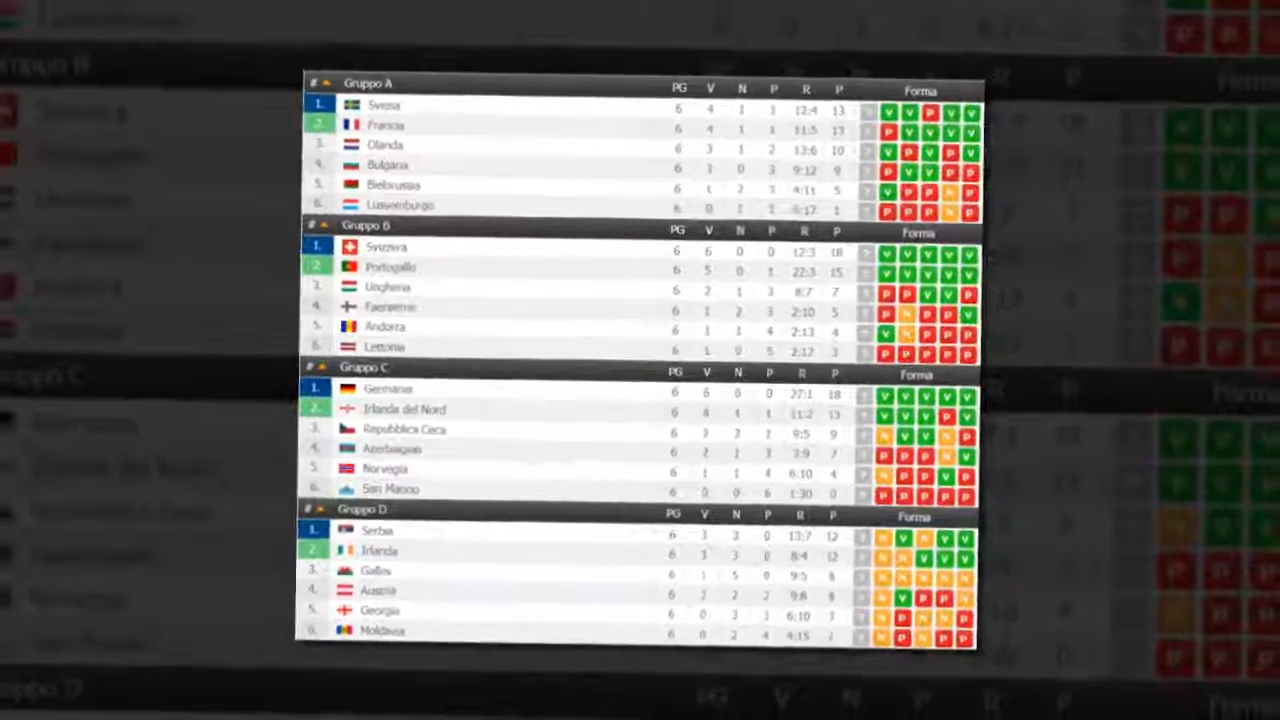 # Gruppo A PG V N P R P Forma
1. Svezia 6 4 1 1 12:4 13 ? V V P V V
2. Francia 6 4 1 1 11:5 13 ? P V V V V
3. Olanda 6 3 1 2 13:6 10 ? V P V P V
4. Bulgaria 6 3 0 3 9:12 9 ? P V V P P
5. Bielorussia 6 1 2 3 4:11 5 ? V P P N P
6. Lussemburgo 6 0 1 5 6:17 1 ? P P P N P
# Gruppo B PG V N P R P Forma
1. Svizzera 6 6 0 0 12:3 18 ? V V V V V
2. Portogallo 6 5 0 1 22:3 15 ? V V V V V
3. Ungheria 6 2 1 3 8:7 7 ? P P V V P
4. Faeroerne 6 1 2 3 2:10 5 ? P N P P V
5. Andorra 6 1 1 4 2:13 4 ? V N P P P
6. Lettonia 6 1 0 5 2:12 3 ? P P P P P
# Gruppo C PG V N P R P Forma
1. Germania 6 6 0 0 27:1 18 ? V V V V V
2. Irlanda del Nord 6 4 1 1 11:2 13 ? V V V P V
3. Repubblica Ceca 6 2 3 1 9:5 9 ? N V V N P
4. Azerbaigian 6 2 1 3 3:9 7 ? P P P N V
5. Norvegia 6 1 1 4 6:10 4 ? N P P V P
6. San Marino 6 0 0 6 1:30 0 ? P P P P P
# Gruppo D PG V N P R P Forma
1. Serbia 6 3 3 0 13:7 12 ? N V N V V
2. Irlanda 6 3 3 0 8:4 12 ? N N V V V
3. Galles 6 1 5 0 9:5 8 ? N N N N N
4. Austria 6 2 2 2 9:8 8 ? N V P P N
5. Georgia 6 0 3 3 6:10 3 ? N P N N P
6. Moldavia 6 0 2 4 4:15 2 ? N P N P P